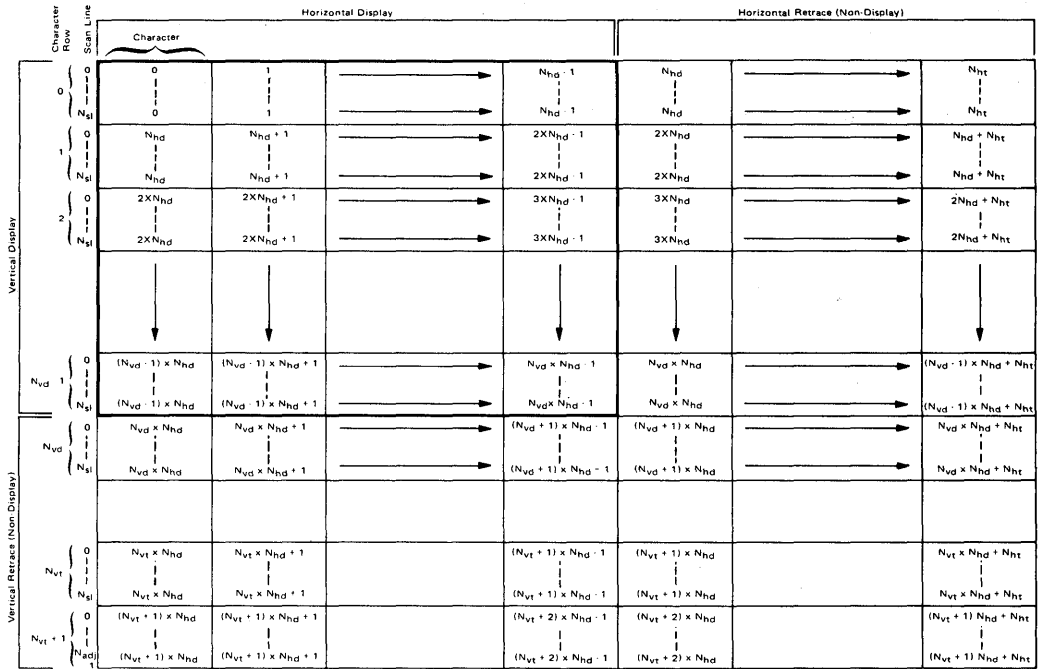 Horizontal Display Horizontal Retrace (Non-Display)
Character Row Scan Line Character
Vertical Display
0 0 0 1 Nhd - 1 Nhd Nht
Nsl 0 1 Nhd - 1 Nhd Nht
1 0 Nhd Nhd + 1 2XNhd - 1 2XNhd Nhd + Nht
Nsl Nhd Nhd + 1 2XNhd - 1 2XNhd Nhd + Nht
2 0 2XNhd 2XNhd + 1 3XNhd - 1 3XNhd 2Nhd + Nht
Nsl 2XNhd 2XNhd + 1 3XNhd - 1 3XNhd 2Nhd + Nht
Nvd 1 0 (Nvd - 1) x Nhd (Nvd - 1) x Nhd + 1 Nvd x Nhd - 1 Nvd x Nhd (Nvd - 1) x Nhd + Nht
Nsl (Nvd - 1) x Nhd (Nvd - 1) x Nhd + 1 Nvd x Nhd - 1 Nvd x Nhd (Nvd - 1) x Nhd + Nht
Vertical Retrace (Non-Display)
Nvd 0 Nvd x Nhd Nvd x Nhd + 1 (Nvd + 1) x Nhd - 1 (Nvd + 1) x Nhd Nvd x Nhd + Nht
Nsl Nvd x Nhd Nvd x Nhd + 1 (Nvd + 1) x Nhd - 1 (Nvd + 1) x Nhd Nvd x Nhd + Nht
Nvt 0 Nvt x Nhd Nvt x Nhd + 1 (Nvt + 1) x Nhd - 1 (Nvt + 1) x Nhd Nvt x Nhd + Nht
Nsl Nvt x Nhd Nvt x Nhd + 1 (Nvt + 1) x Nhd - 1 (Nvt + 1) x Nhd Nvt x Nhd + Nht
Nvt + 1 0 (Nvt + 1) x Nhd (Nvt + 1) x Nhd + 1 (Nvt + 2) x Nhd - 1 (Nvt + 2) x Nhd (Nvt + 1) Nhd + Nht
Nadj 1 (Nvt + 1) x Nhd (Nvt + 1) x Nhd + 1 (Nvt + 2) x Nhd - 1 (Nvt + 2) x Nhd (Nvt + 1) Nhd + Nht